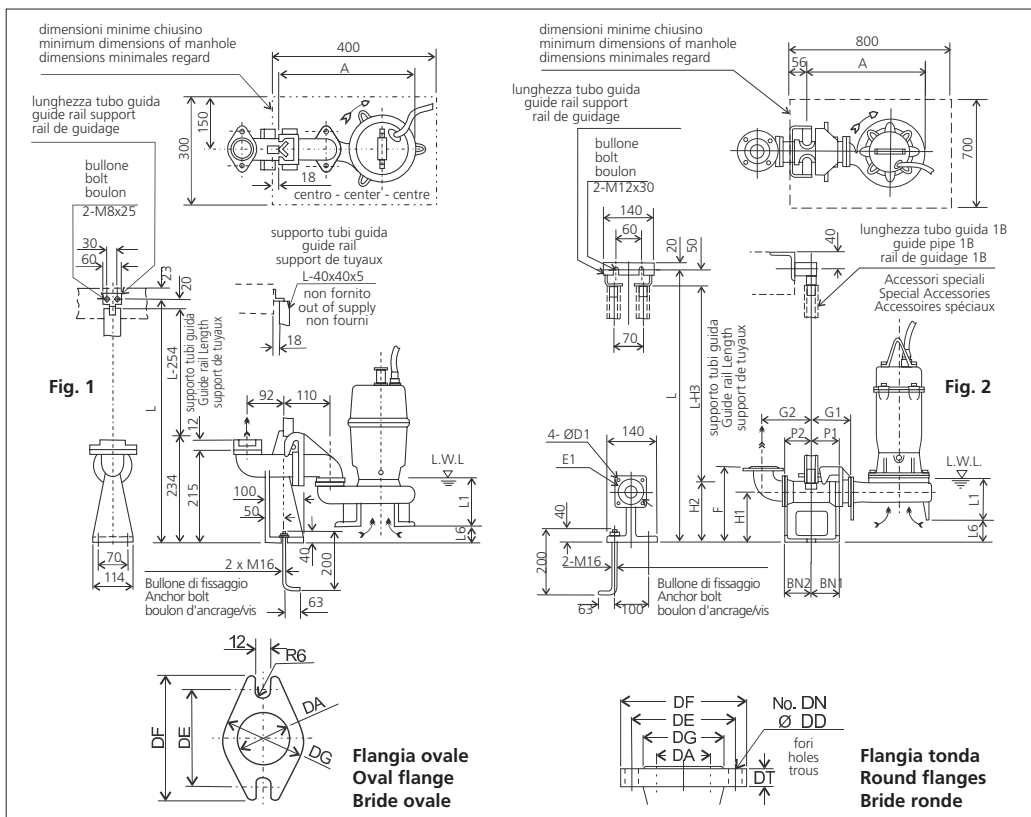 dimensioni minime chiusino
minimum dimensions of manhole
dimensions minimales regard
400
A
lunghezza tubo guida
guide rail support
rail de guidage
300
150
18
centro - center - centre
bullone
bolt
boulon
2-M8x25
30
60
23
20
supporto tubi guida
guide rail
support de tuyaux
L-40x40x5
non fornito
out of supply
non fourni
18
Fig. 1
L
L-254
supporto tubi guida
Guide rail Length
support de tuyaux
12
92
110
234
215
100
50
L.W.L
L1
L6
40
200
70
114
2 x M16
Bullone di fissaggio
Anchor bolt
boulon d'ancrage/vis
63
12
R6
DF
DE
DA
DG
Flangia ovale
Oval flange
Bride ovale
dimensioni minime chiusino
minimum dimensions of manhole
dimensions minimales regard
800
56
A
lunghezza tubo guida
guide rail support
rail de guidage
700
bullone
bolt
boulon
2-M12x30
140
60
20
50
40
lunghezza tubo guida 1B
guide pipe 1B
rail de guidage 1B
Accessori speciali
Special Accessories
Accessoires spéciaux
70
L
L-H3
supporto tubi guida
Guide rail Length
support de tuyaux
Fig. 2
4- ØD1
140
E1
G2
G1
P2
P1
L.W.L.
40
200
H2
F
H1
L1
L6
2-M16
Bullone di fissaggio
Anchor bolt
boulon d'ancrage/vis
63
100
BN2
BN1
DF
DE
DG
DA
No. DN
Ø DD
fori
holes
trous
DT
Flangia tonda
Round flanges
Bride ronde